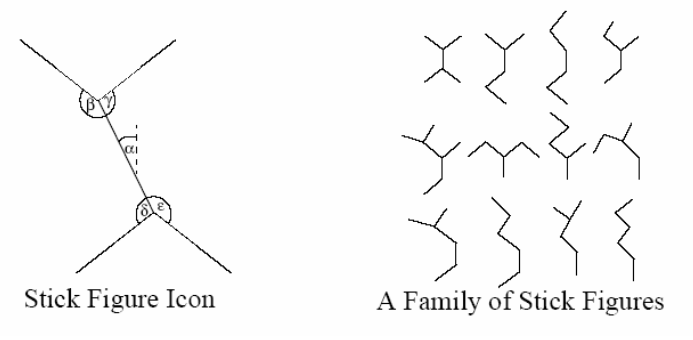 β γ
α
δ ε
Stick Figure Icon
A Family of Stick Figures